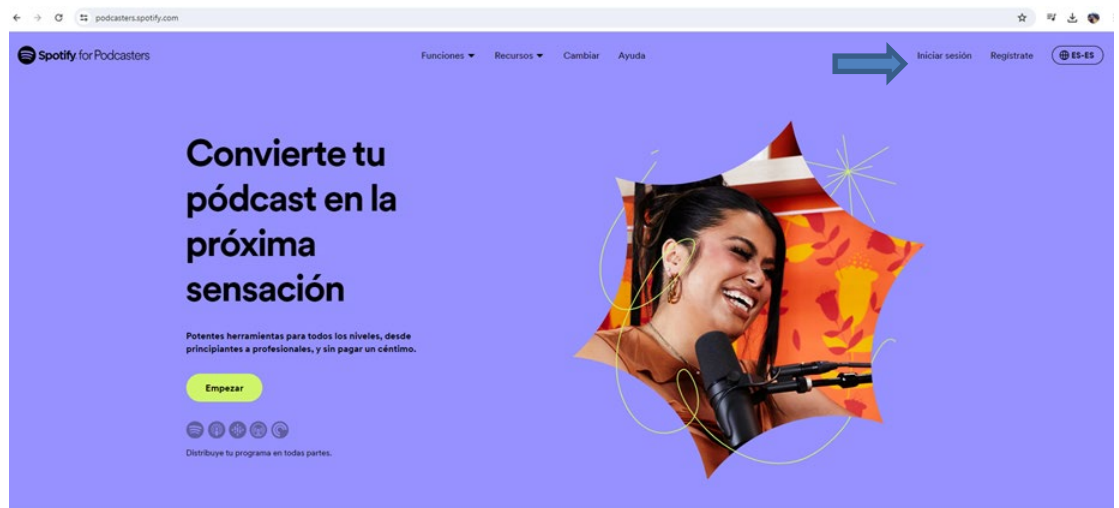 podcasters.spotify.com
Spotify for Podcasters
Funciones
Recursos
Cambiar
Ayuda
Iniciar sesión
Regístrate
ES-ES
Convierte tu
pódcast en la
próxima
sensación
Potentes herramientas para todos los niveles, desde
principiantes a profesionales, y sin pagar un céntimo.
Empezar
Distribuye tu programa en todas partes.